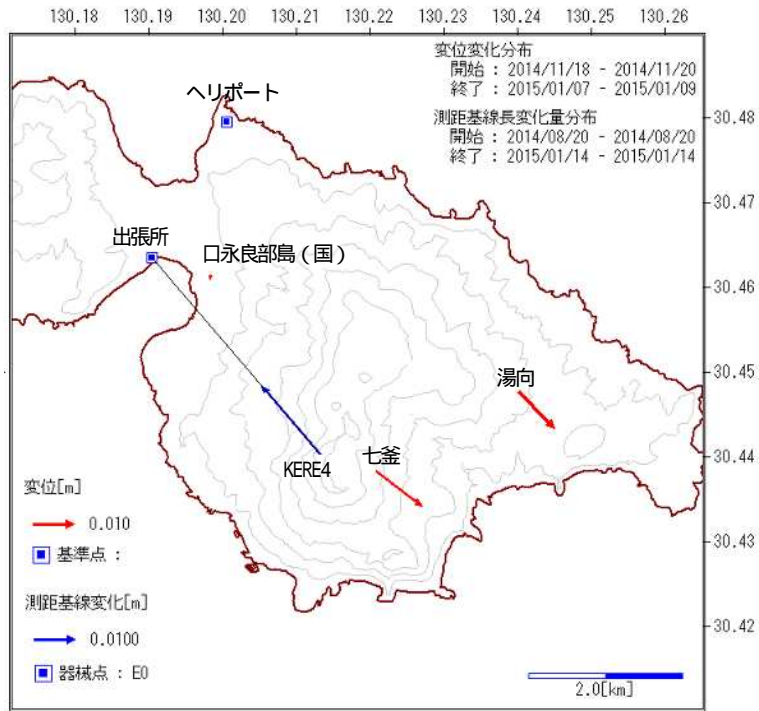 130.18 130.19 130.20 130.21 130.22 130.23 130.24 130.25 130.26
変位変化分布
開始 : 2014/11/18 - 2014/11/20
終了 : 2015/01/07 - 2015/01/09
測距基線長変化量分布
開始 : 2014/08/20 - 2014/08/20
終了 : 2015/01/14 - 2015/01/14
ヘリポート
30.48
30.47
出張所
口永良部島(国)
30.46
30.45
湯向
30.44
七釜
KERE4
変位[m]
0.010
基準点 :
30.43
測距基線変化[m]
0.0100
30.42
器械点 : E0
2.0[km]